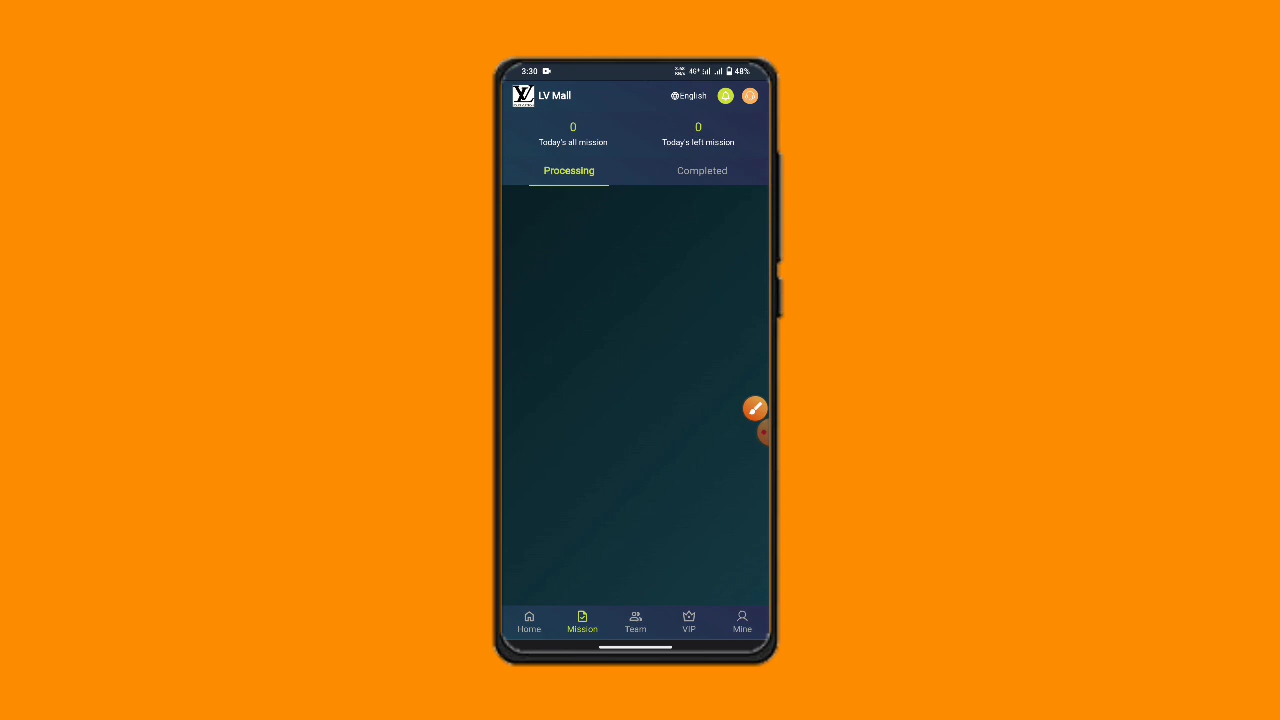 3:30 4G+ 48%
LV Mall English
0 0
Today's all mission Today's left mission
Processing Completed
Home Mission Team VIP Mine